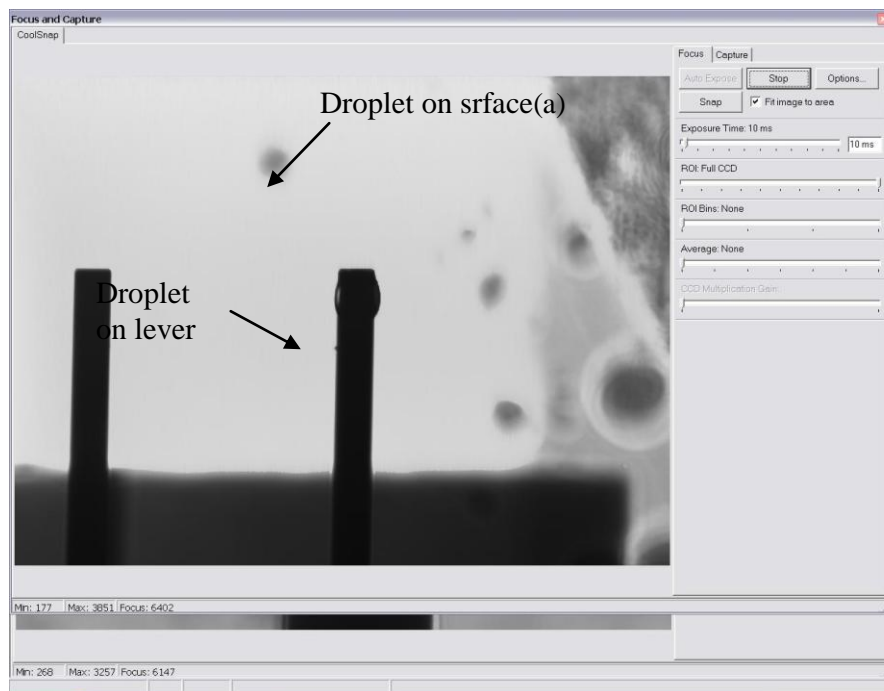 Focus and Capture
CoolSnap
Focus
Capture
Auto Expose
Stop
Options...
Snap
Fit image to area
Exposure Time: 10 ms
10 ms
ROI: Full CCD
ROI Bins: None
Average: None
CCD Multiplication Gain:
Droplet on srface(a)
Droplet
on lever
Min: 177 Max: 3851 Focus: 6402
Min: 268 Max: 3257 Focus: 6147